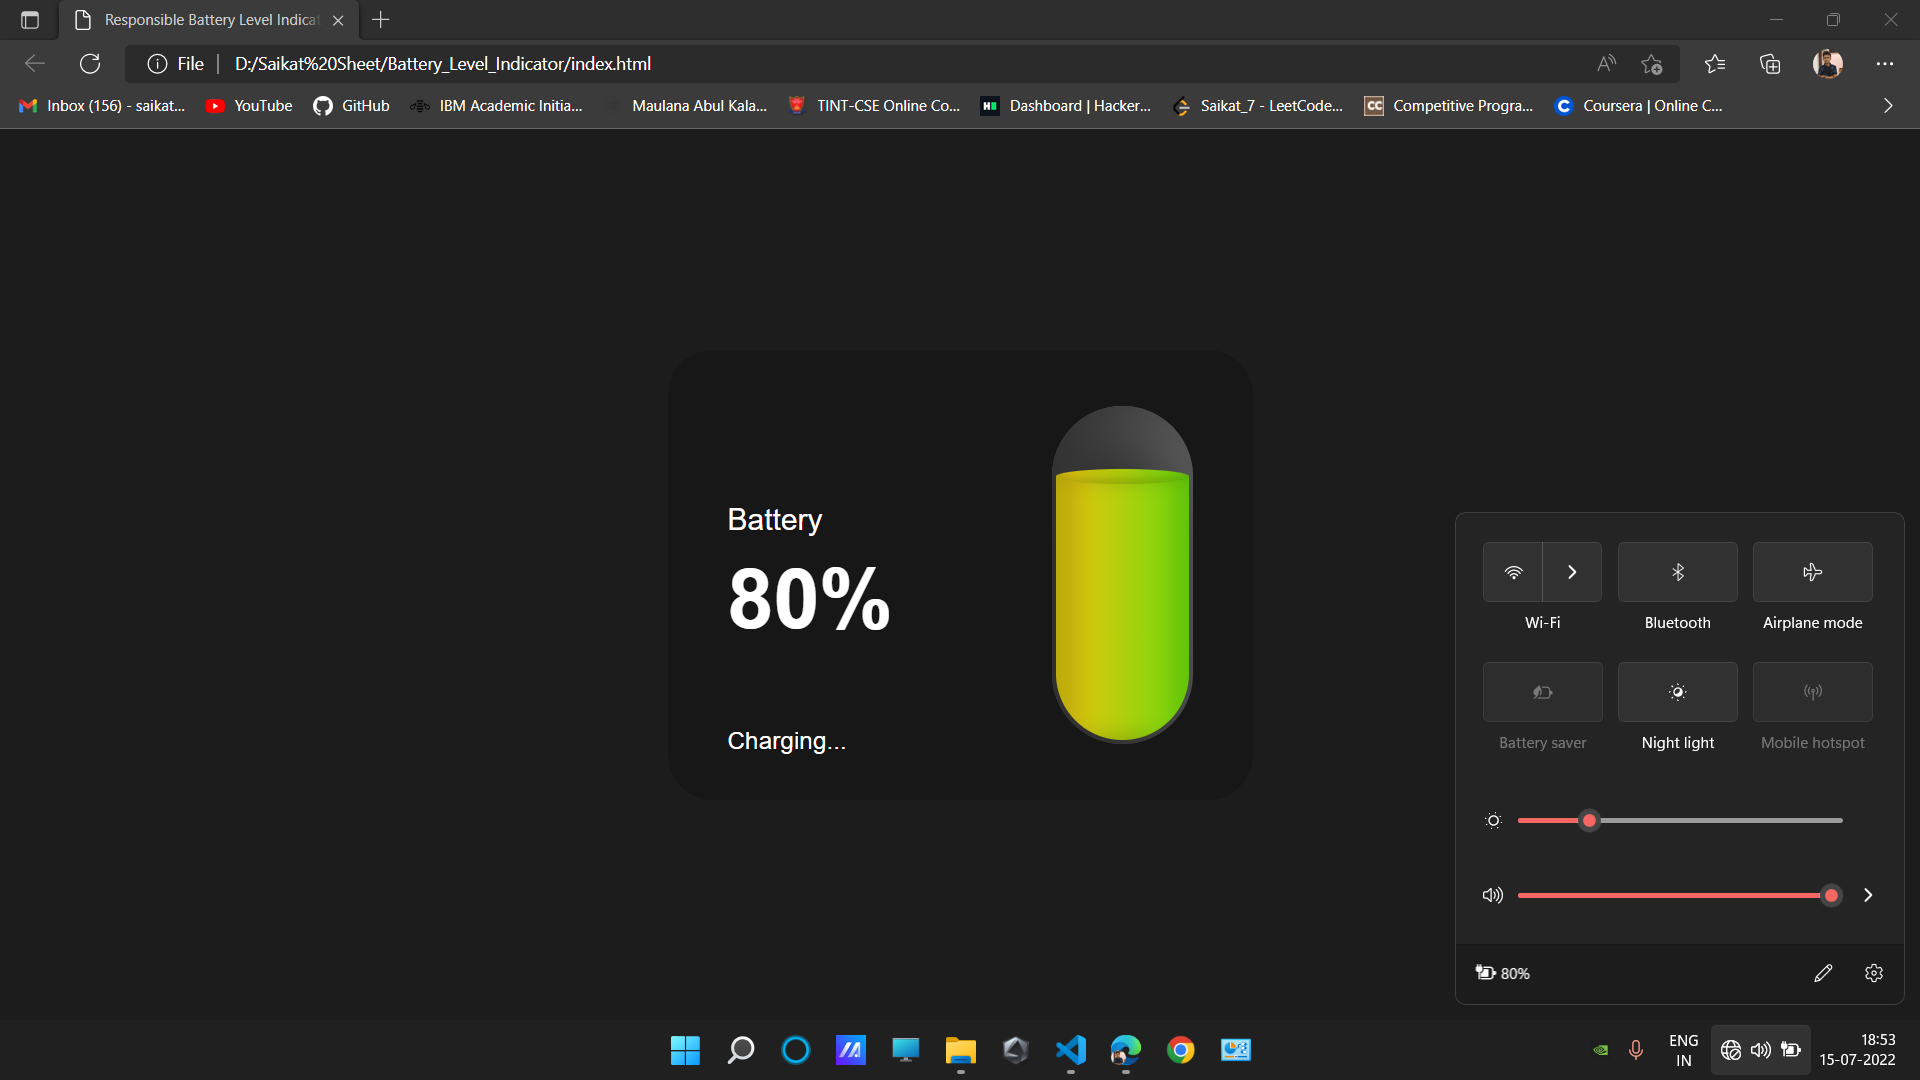 Responsible Battery Level Indicat
File
D:/Saikat%20Sheet/Battery_Level_Indicator/index.html
Inbox (156) - saikat...
YouTube
GitHub
IBM Academic Initia...
Maulana Abul Kala...
TINT-CSE Online Co...
Dashboard | Hacker...
Saikat_7 - LeetCode...
CC Competitive Progra...
Coursera | Online C...
Battery
80%
Charging...
Wi-Fi
Bluetooth
Airplane mode
Battery saver
Night light
Mobile hotspot
80%
ENG
IN
18:53
15-07-2022